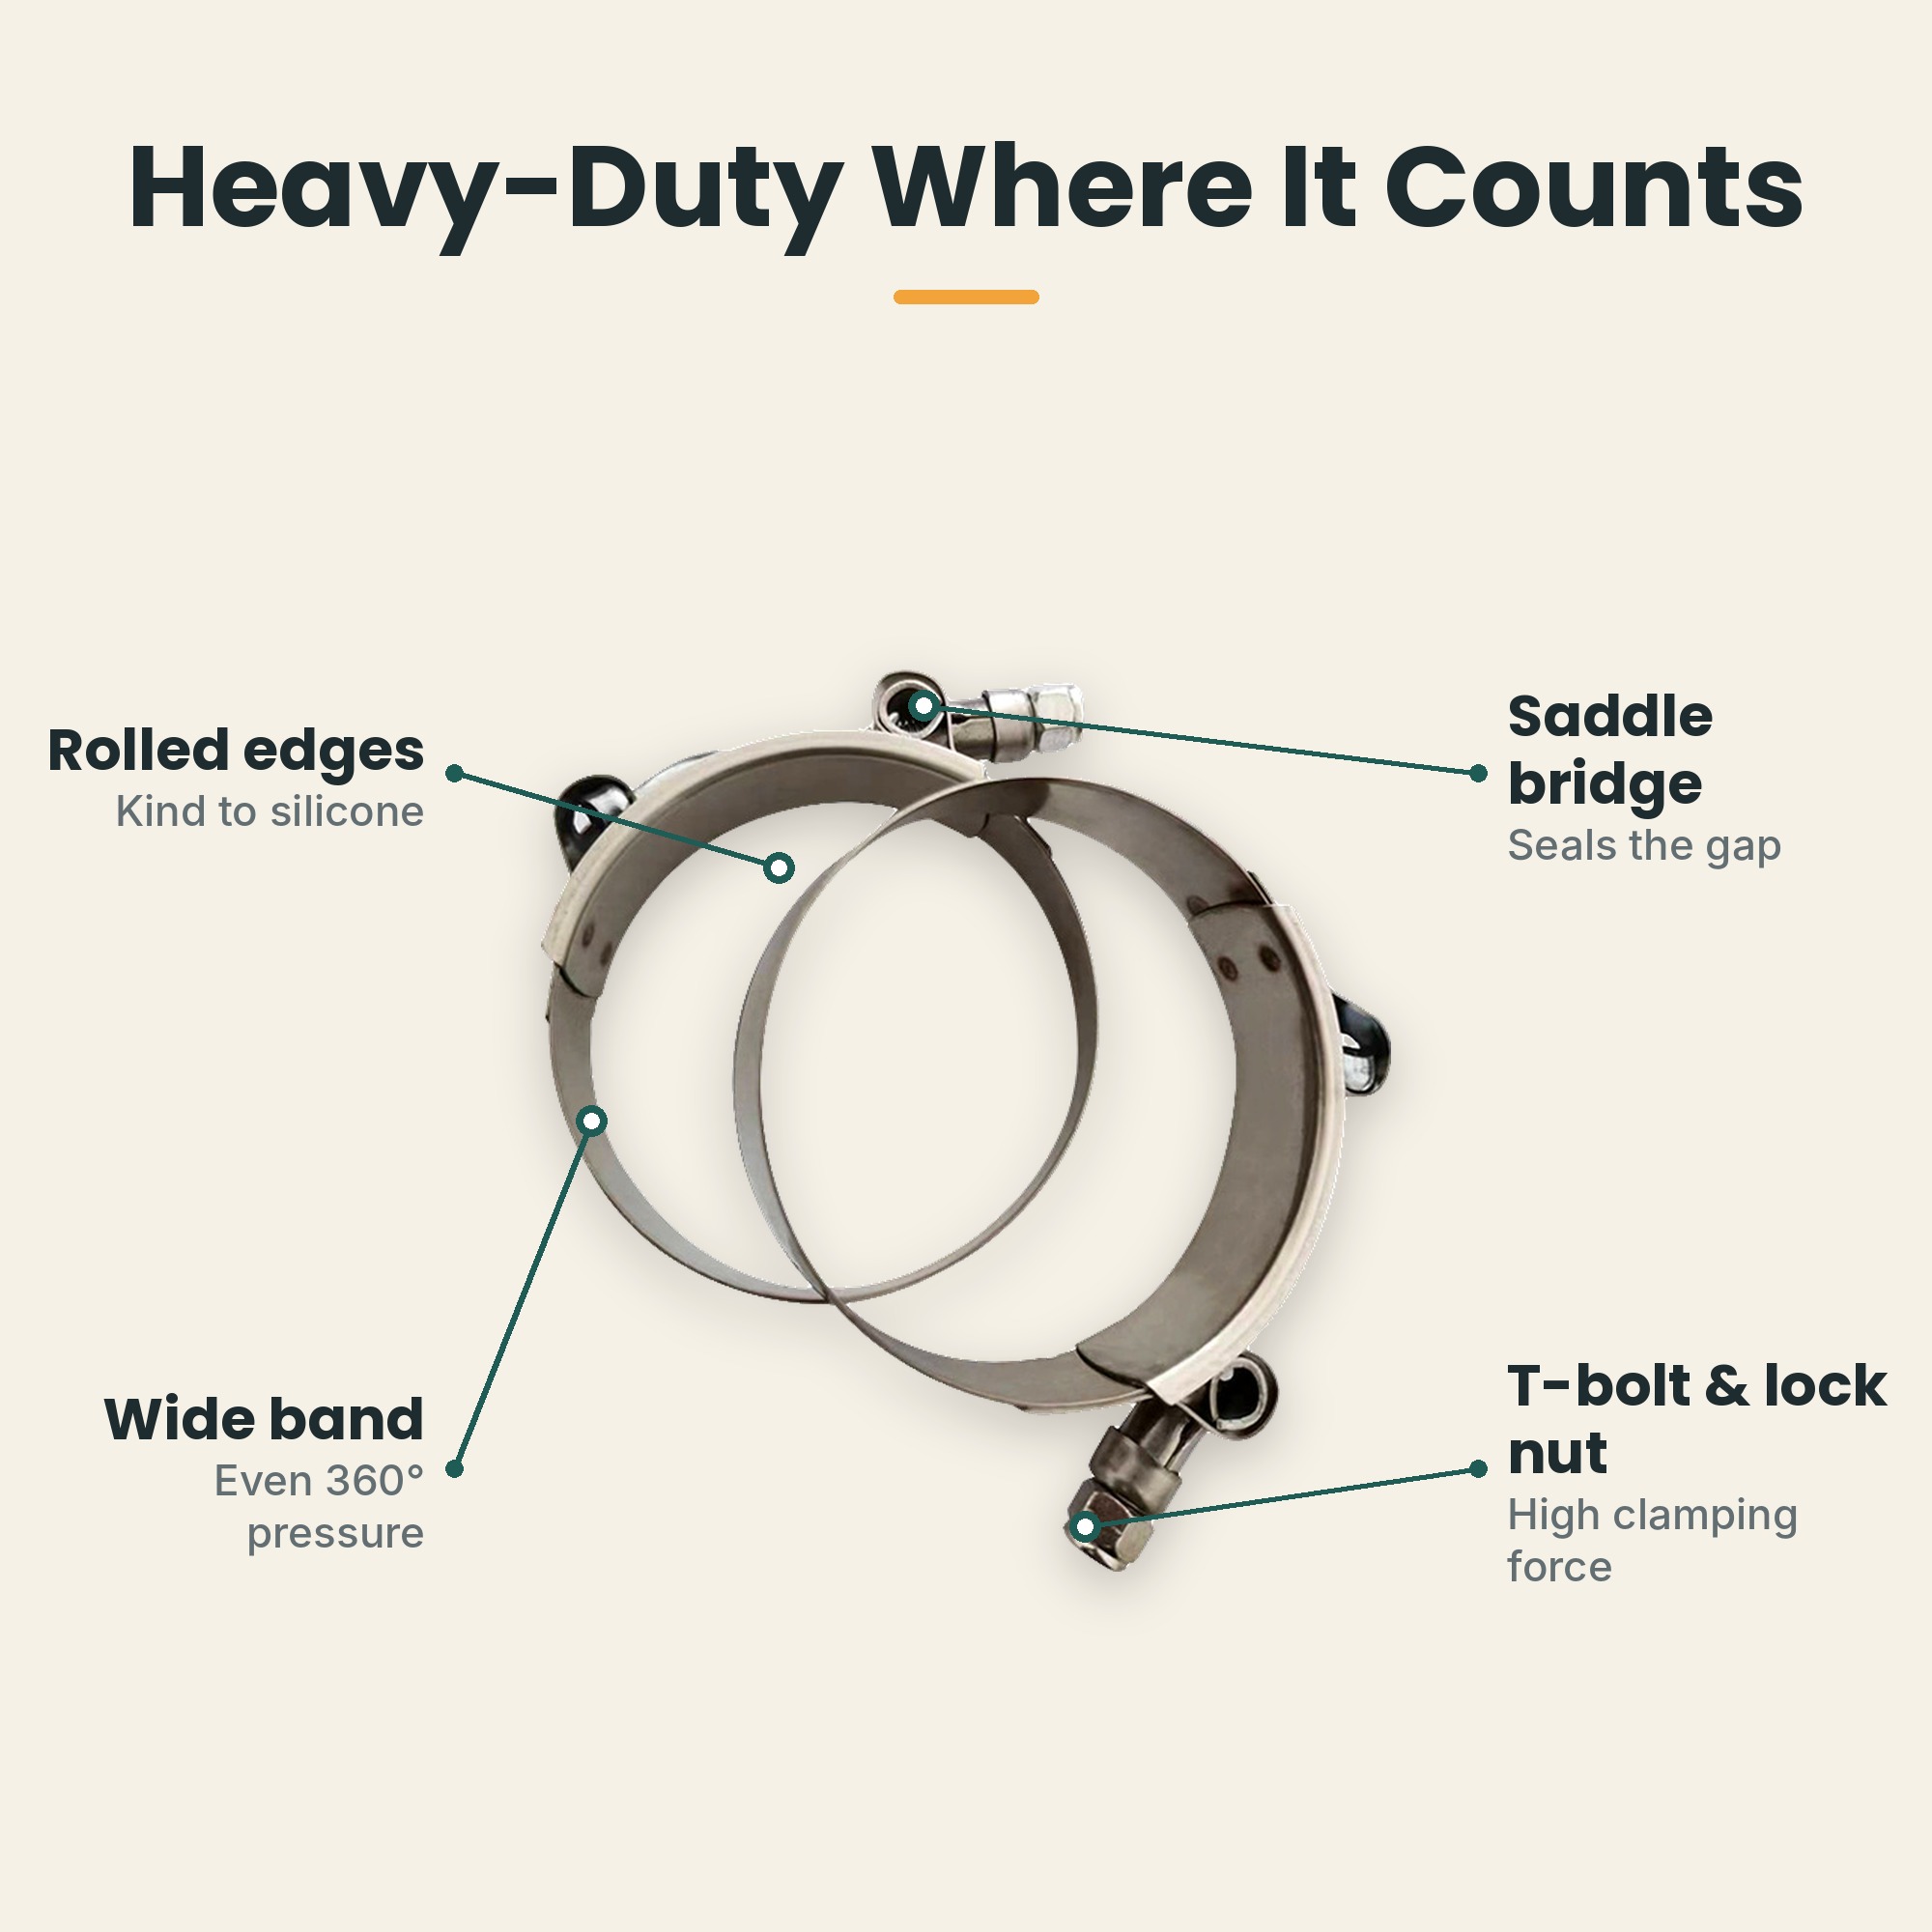 Heavy-Duty Where It Counts
Rolled edges
Kind to silicone
Saddle
bridge
Seals the gap
Wide band
Even 360°
pressure
T-bolt & lock
nut
High clamping
force